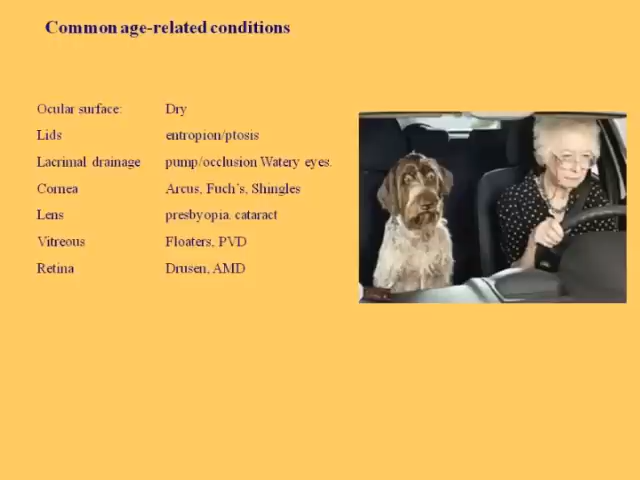 Common age-related conditions
Ocular surface: Dry
Lids entropion/ptosis
Lacrimal drainage pump/occlusion Watery eyes.
Cornea Arcus, Fuch's, Shingles
Lens presbyopia. cataract
Vitreous Floaters, PVD
Retina Drusen, AMD